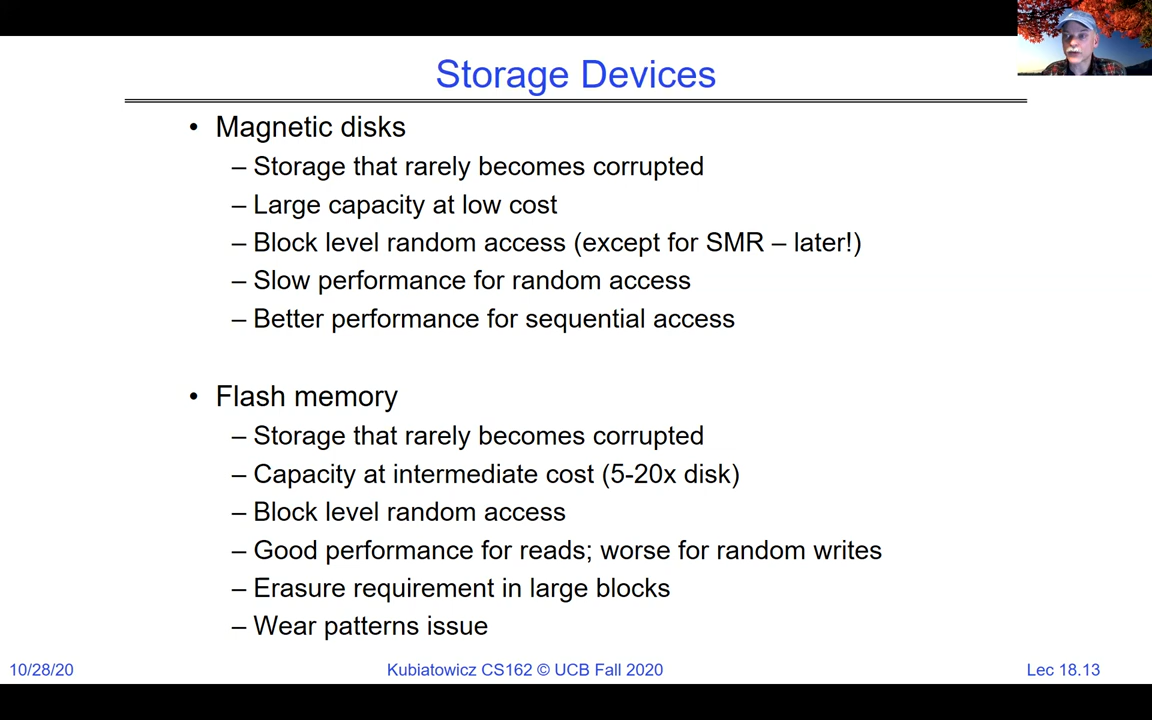 Storage Devices
• Magnetic disks
– Storage that rarely becomes corrupted
– Large capacity at low cost
– Block level random access (except for SMR – later!)
– Slow performance for random access
– Better performance for sequential access
• Flash memory
– Storage that rarely becomes corrupted
– Capacity at intermediate cost (5-20x disk)
– Block level random access
– Good performance for reads; worse for random writes
– Erasure requirement in large blocks
– Wear patterns issue
10/28/20 Kubiatowicz CS162 © UCB Fall 2020 Lec 18.13